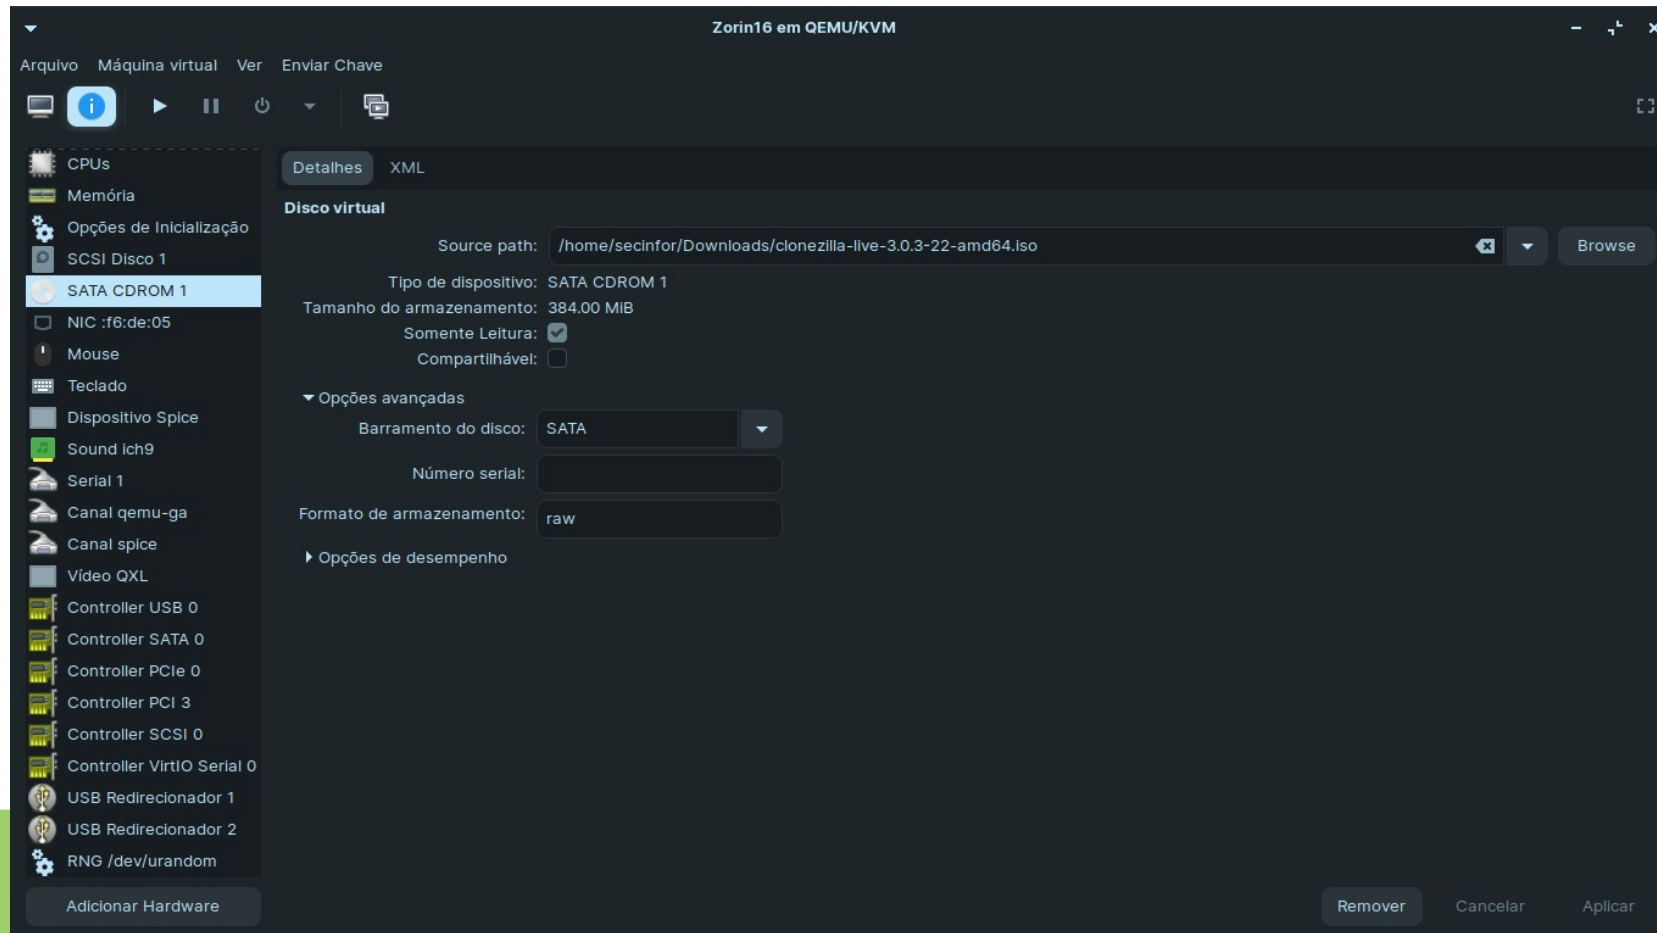 Zorin16 em QEMU/KVM
Arquivo Máquina virtual Ver Enviar Chave
CPUs
Memória
Opções de Inicialização
SCSI Disco 1
SATA CDROM 1
NIC :f6:de:05
Mouse
Teclado
Dispositivo Spice
Sound ich9
Serial 1
Canal qemu-ga
Canal spice
Vídeo QXL
Controller USB 0
Controller SATA 0
Controller PCIe 0
Controller PCI 3
Controller SCSI 0
Controller VirtIO Serial 0
USB Redirecionador 1
USB Redirecionador 2
RNG /dev/urandom
Adicionar Hardware
Detalhes XML
Disco virtual
Source path: /home/secinfor/Downloads/clonezilla-live-3.0.3-22-amd64.iso Browse
Tipo de dispositivo: SATA CDROM 1
Tamanho do armazenamento: 384.00 MiB
Somente Leitura:
Compartilhável:
Opções avançadas
Barramento do disco: SATA
Número serial:
Formato de armazenamento: raw
Opções de desempenho
Remover Cancelar Aplicar